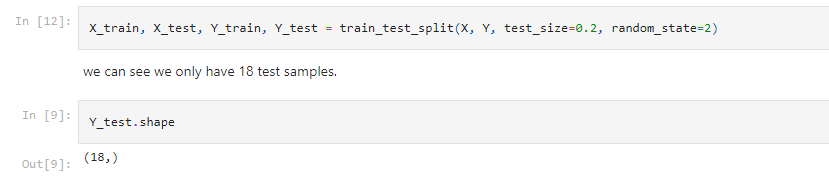 In [12]: X_train, X_test, Y_train, Y_test = train_test_split(X, Y, test_size=0.2, random_state=2)
we can see we only have 18 test samples.
In [9]: Y_test.shape
Out[9]: (18,)